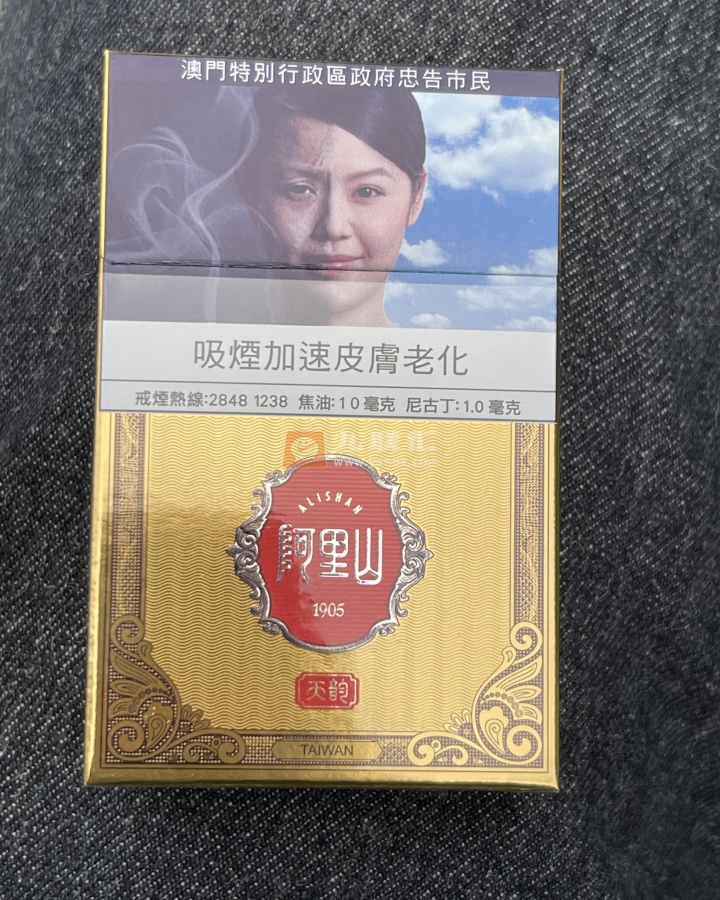 澳門特別行政區政府忠告市民
吸煙加速皮膚老化
戒煙熱線:2848 1238 焦油:10毫克 尼古丁:1.0毫克
ALISHAN
阿里山
1905
天韵
TAIWAN